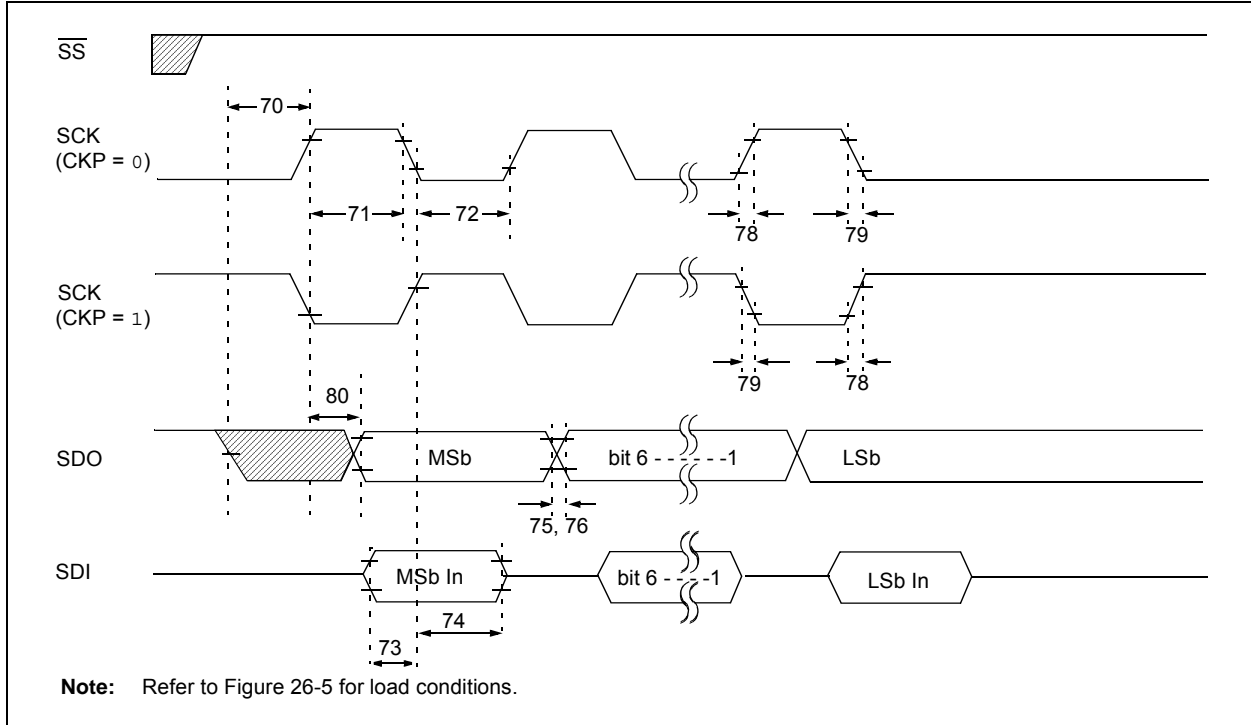 SS
70
SCK
(CKP = 0)
71
72
78
79
SCK
(CKP = 1)
79
78
80
SDO
MSb
bit 6 - - - - - -1
LSb
75, 76
SDI
MSb In
bit 6 - - - - -1
LSb In
74
73
Note: Refer to Figure 26-5 for load conditions.